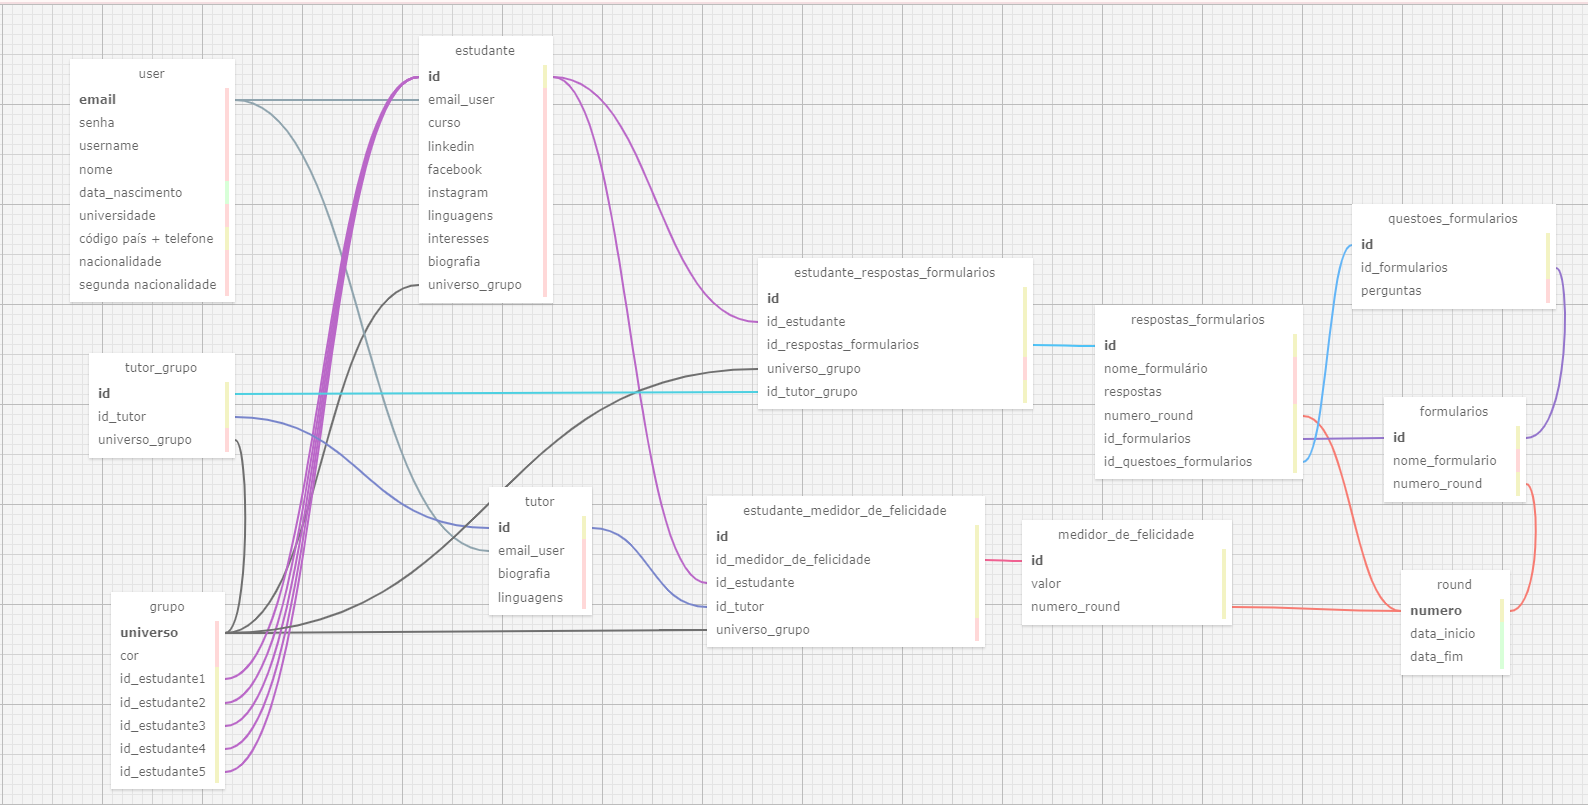 user
email
senha
username
nome
data_nascimento
universidade
código país + telefone
nacionalidade
segunda nacionalidade
estudante
id
email_user
curso
linkedin
facebook
instagram
linguagens
interesses
biografia
universo_grupo
tutor_grupo
id
id_tutor
universo_grupo
grupo
universo
cor
id_estudante1
id_estudante2
id_estudante3
id_estudante4
id_estudante5
tutor
id
email_user
biografia
linguagens
estudante_respostas_formularios
id
id_estudante
id_respostas_formularios
universo_grupo
id_tutor_grupo
estudante_medidor_de_felicidade
id
id_medidor_de_felicidade
id_estudante
id_tutor
universo_grupo
respostas_formularios
id
nome_formulário
respostas
numero_round
id_formularios
id_questoes_formularios
medidor_de_felicidade
id
valor
numero_round
questoes_formularios
id
id_formularios
perguntas
formularios
id
nome_formulario
numero_round
round
numero
data_inicio
data_fim